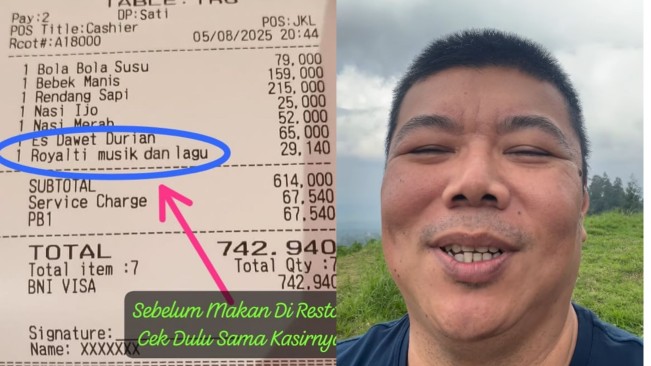 TABLE: TRG
Pay:2 DP:Sati
POS Title:Cashier POS:JKL
Rcot#:A18000 05/08/2025 20:44
1 Bola Bola Susu 79,000
1 Bebek Manis 159,000
1 Rendang Sapi 215,000
1 Nasi Ijo 25,000
1 Nasi Merah 52,000
1 Es Dawet Durian 65,000
1 Royalti musik dan lagu 29,140
SUBTOTAL 614,000
Service Charge 67,540
PB1 67,540
TOTAL 742,940
Total item :7 Total Qty :7
BNI VISA 742,940
Sebelum Makan Di Resto
Cek Dulu Sama Kasirnya
Signature:
Name: XXXXXXX